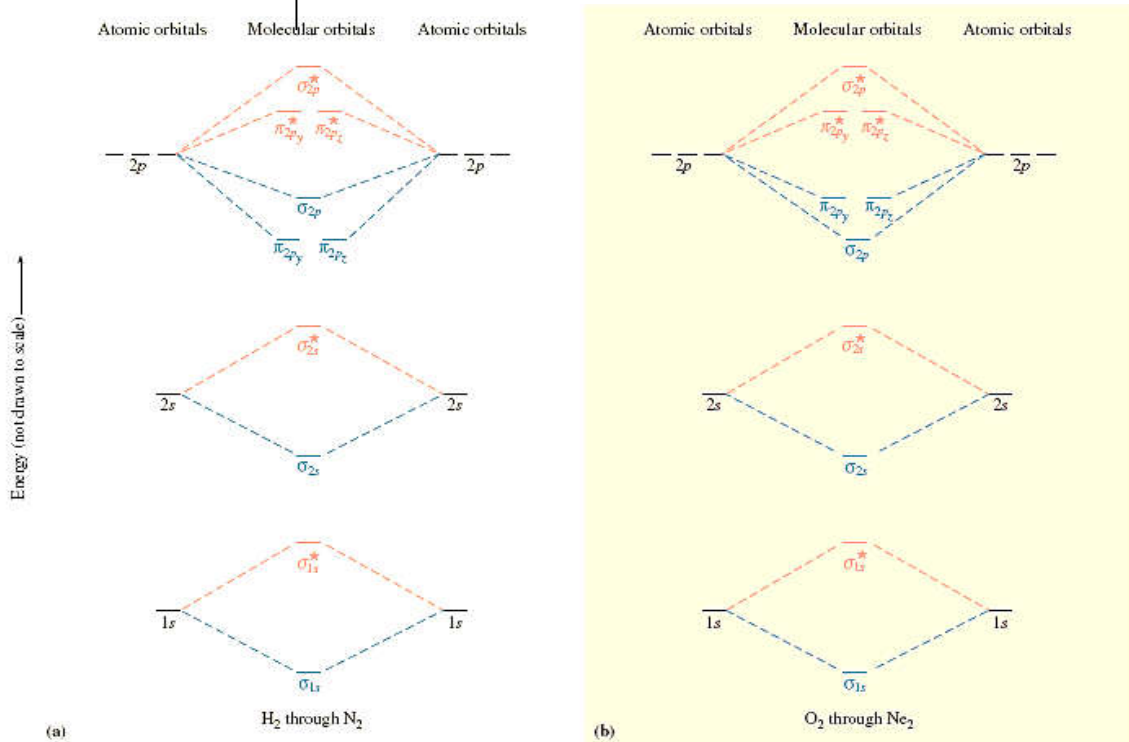 Atomic orbitals Molecular orbitals Atomic orbitals
σ*2p
π*2py π*2pz
2p 2p
σ2p
π2py π2pz
σ*2s
2s 2s
σ2s
σ*1s
1s 1s
σ1s
Energy (not drawn to scale)
(a) H2 through N2
Atomic orbitals Molecular orbitals Atomic orbitals
σ*2p
π*2py π*2pz
2p 2p
π2py π2pz
σ2p
σ*2s
2s 2s
σ2s
σ*1s
1s 1s
σ1s
(b) O2 through Ne2